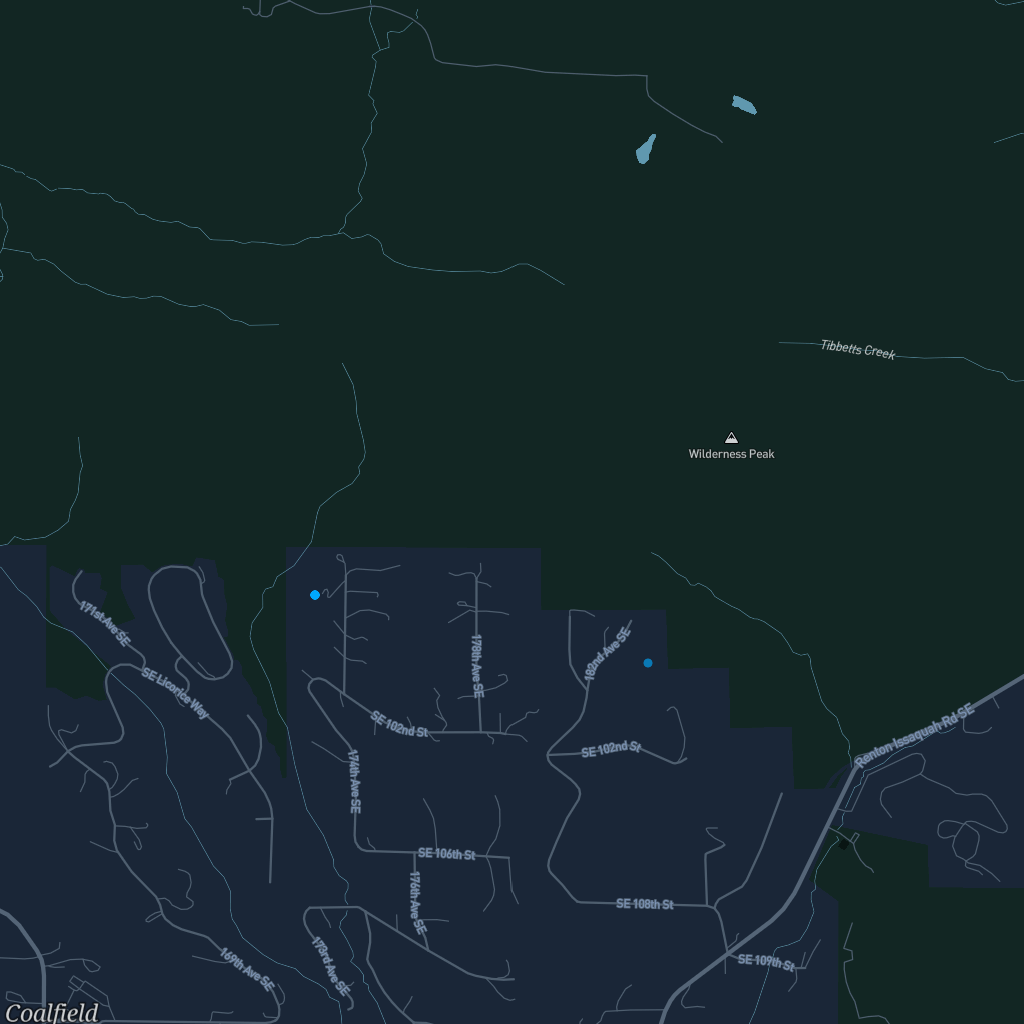 Tibbetts Creek
Wilderness Peak
171st Ave SE
SE Licorice Way
178th Ave SE
182nd Ave SE
SE 102nd St
SE 102nd St
Renton Issaquah Rd SE
174th Ave SE
SE 106th St
176th Ave SE
SE 108th St
173rd Ave SE
169th Ave SE
SE 109th St
Coalfield